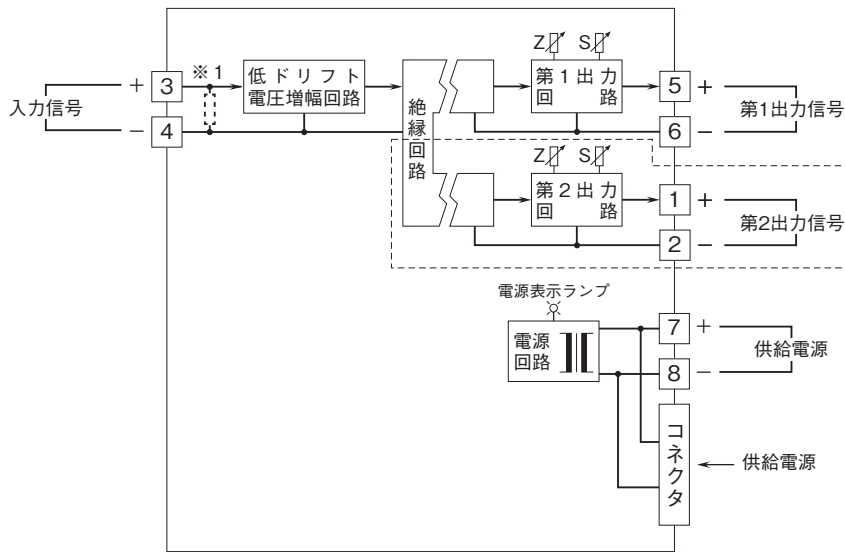 Z S
※1
低ドリフト
電圧増幅回路
絶縁回路
第1出力
回路
入力信号
+ 3
− 4
5 +
6 −
第1出力信号
Z S
第2出力
回路
1 +
2 −
第2出力信号
電源表示ランプ
電源
回路
7 +
8 −
供給電源
コネクタ
供給電源